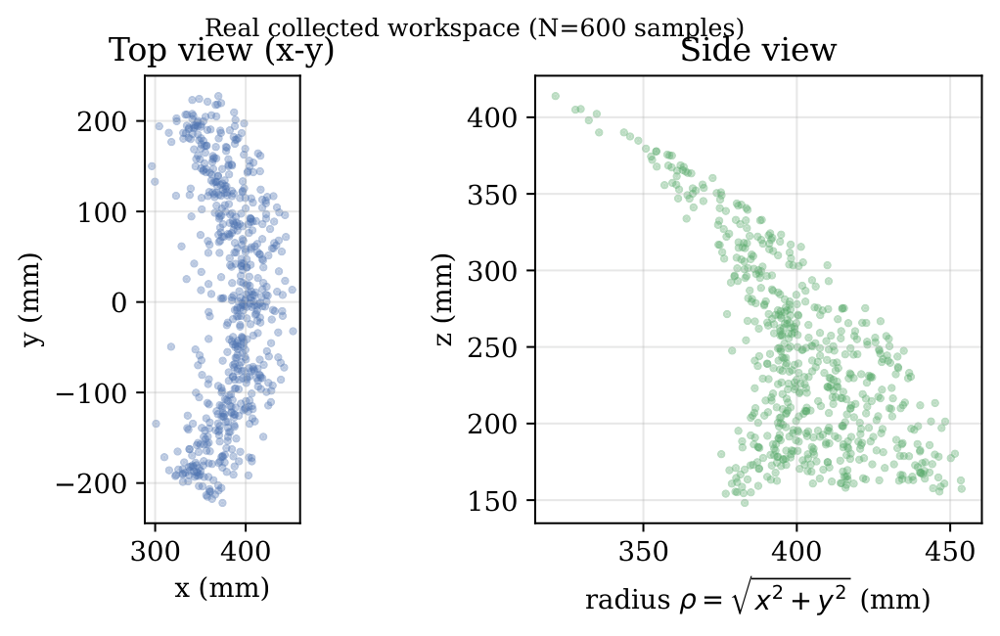 Real collected workspace (N=600 samples)
Top view (x-y)
Side view
200
100
0
−100
−200
y (mm)
300 400
x (mm)
400
350
300
250
200
150
z (mm)
350 400 450
radius ρ = √x² + y² (mm)